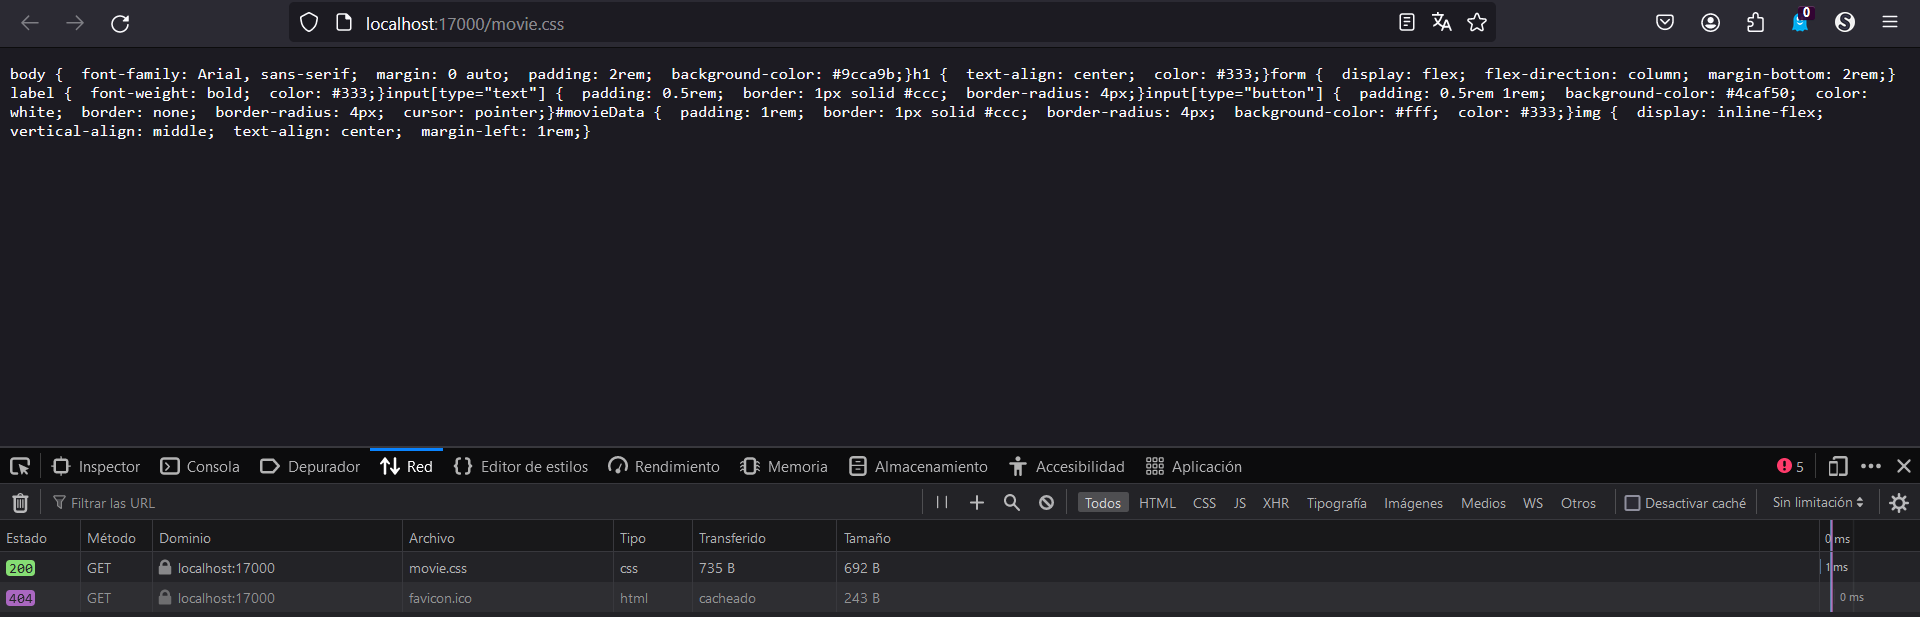 localhost:17000/movie.css
0
body {  font-family: Arial, sans-serif;  margin: 0 auto;  padding: 2rem;  background-color: #9cca9b;}h1 {  text-align: center;  color: #333;}form {  display: flex;  flex-direction: column;  margin-bottom: 2rem;}
label {  font-weight: bold;  color: #333;}input[type="text"] {  padding: 0.5rem;  border: 1px solid #ccc;  border-radius: 4px;}input[type="button"] {  padding: 0.5rem 1rem;  background-color: #4caf50;  color:
white;  border: none;  border-radius: 4px;  cursor: pointer;}#movieData {  padding: 1rem;  border: 1px solid #ccc;  border-radius: 4px;  background-color: #fff;  color: #333;}img {  display: inline-flex;
vertical-align: middle;  text-align: center;  margin-left: 1rem;}
Inspector Consola Depurador Red Editor de estilos Rendimiento Memoria Almacenamiento Accesibilidad Aplicación 5
Filtrar las URL Todos HTML CSS JS XHR Tipografía Imágenes Medios WS Otros Desactivar caché Sin limitación
Estado Método Dominio Archivo Tipo Transferido Tamaño 0 ms
200 GET localhost:17000 movie.css css 735 B 692 B 1 ms
404 GET localhost:17000 favicon.ico html cacheado 243 B 0 ms